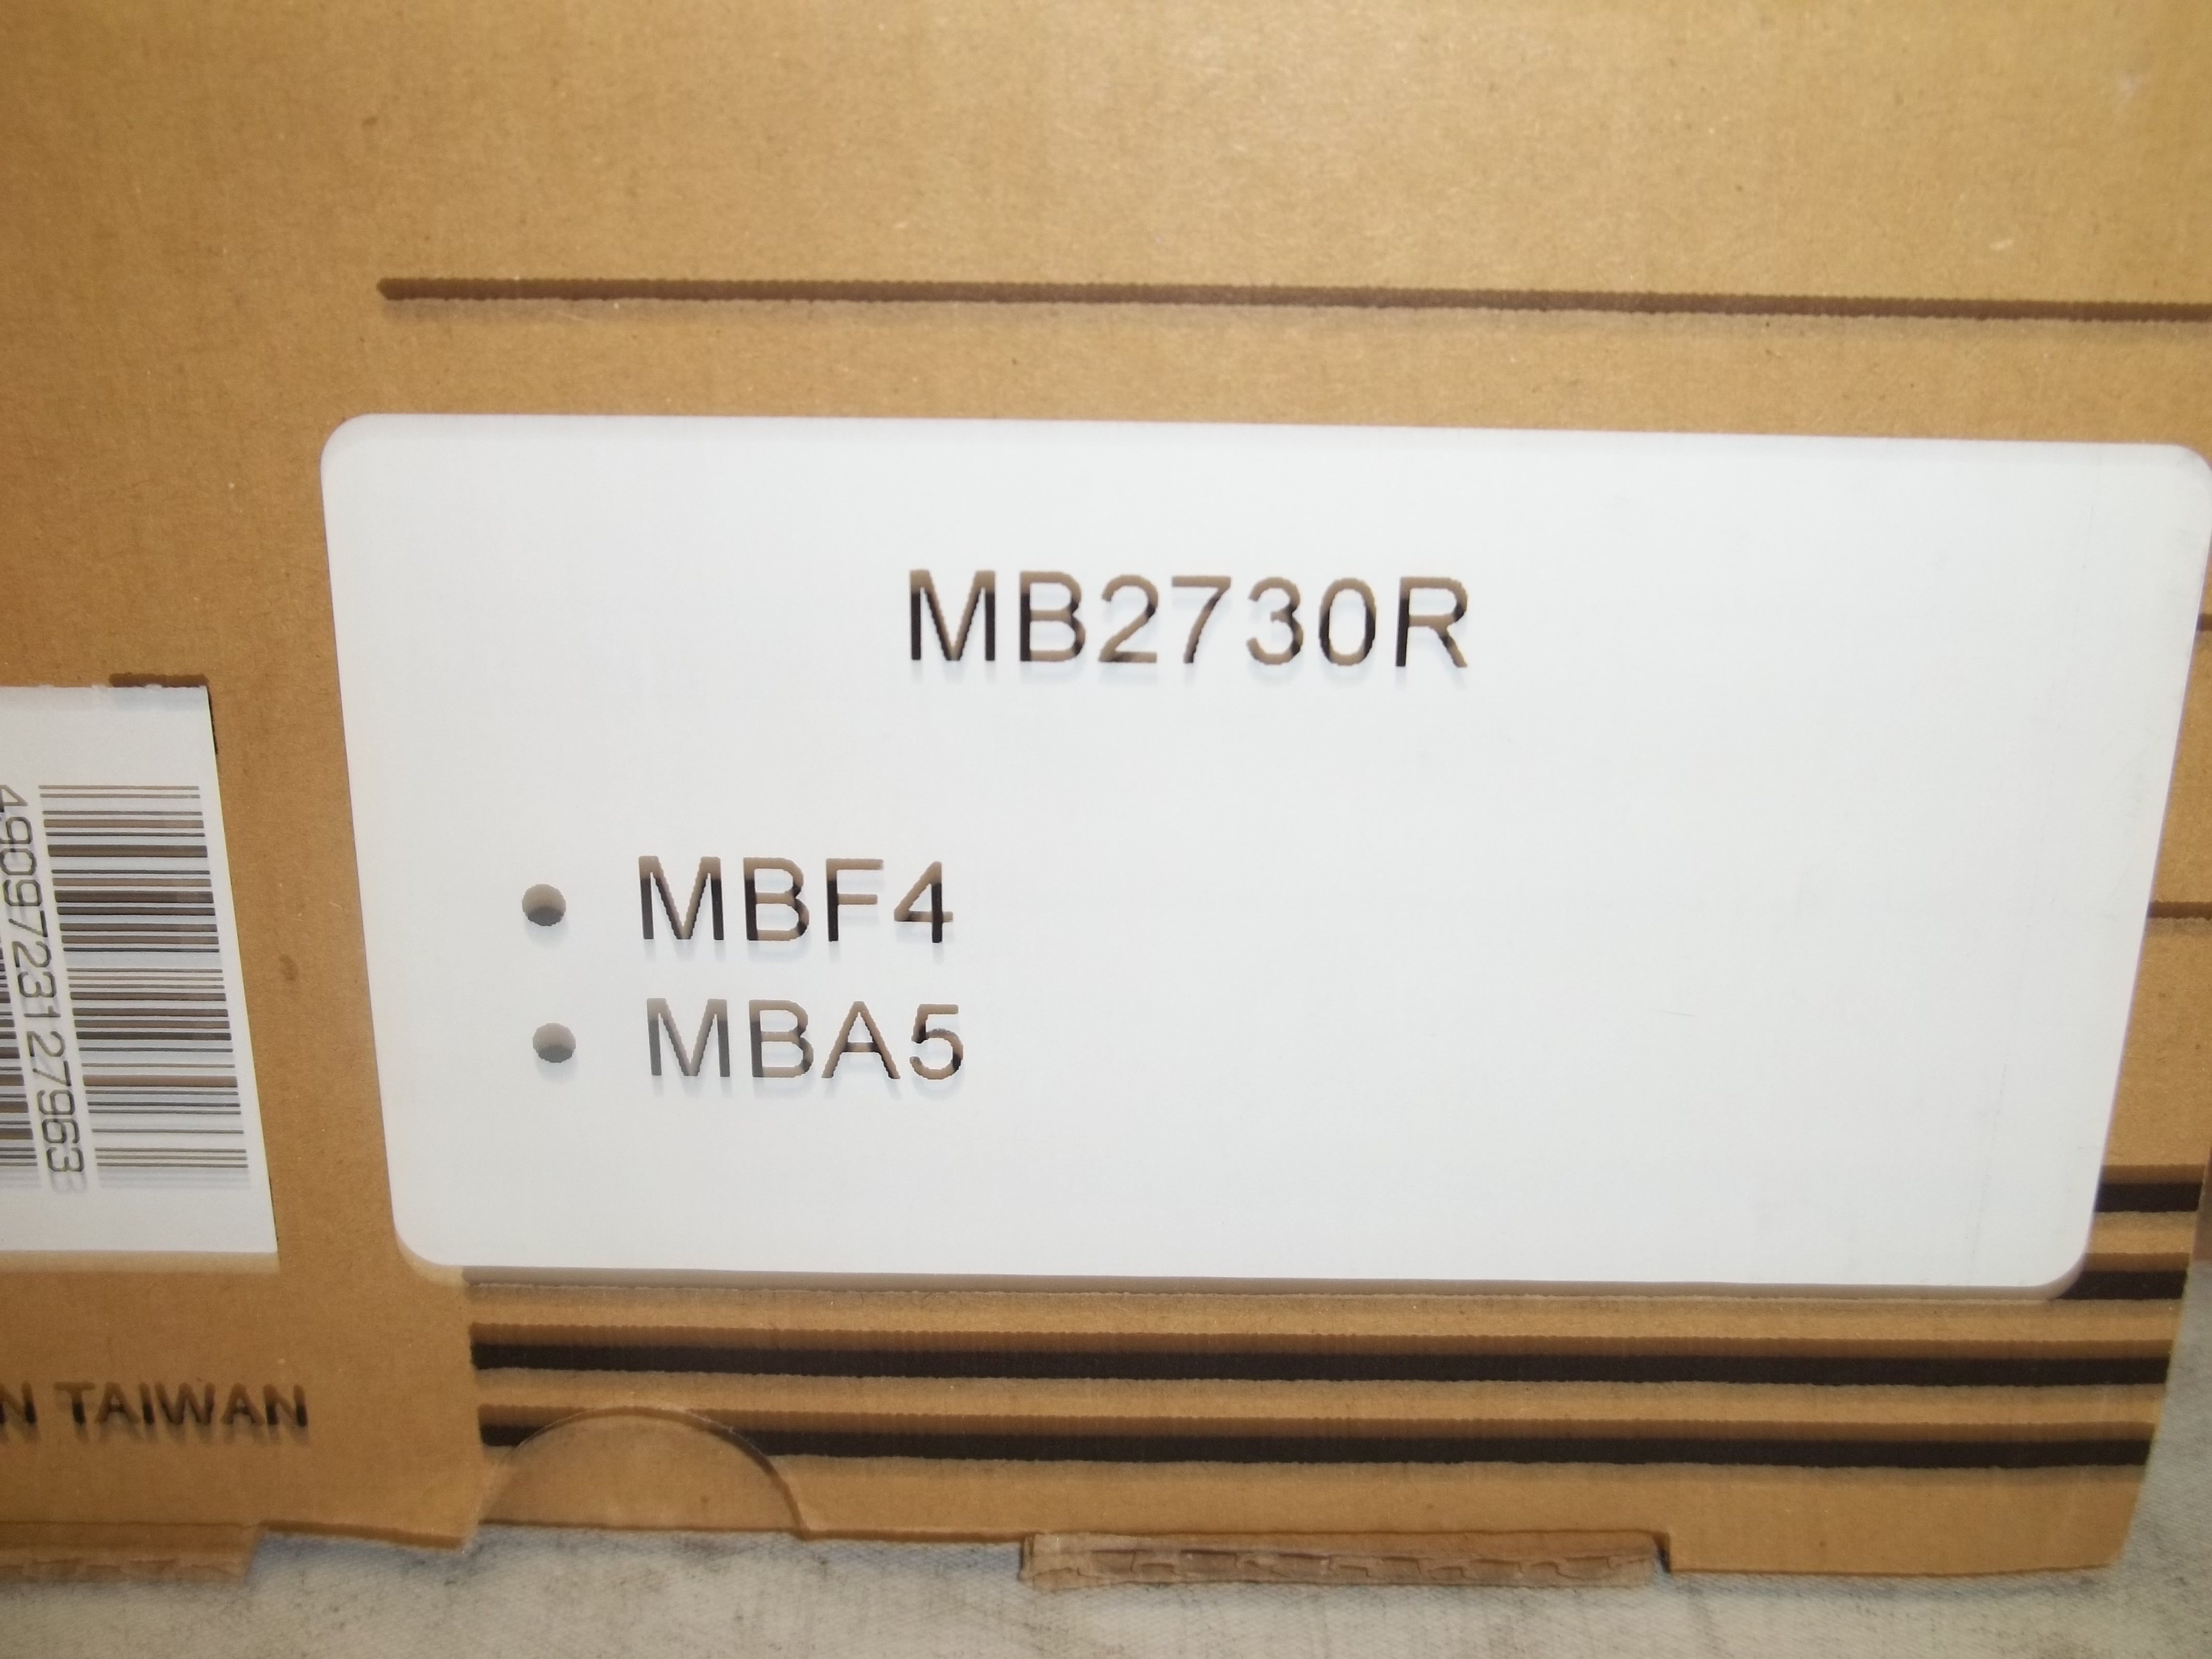 MB2730R
• MBF4
• MBA5
4909723127963
N TAIWAN